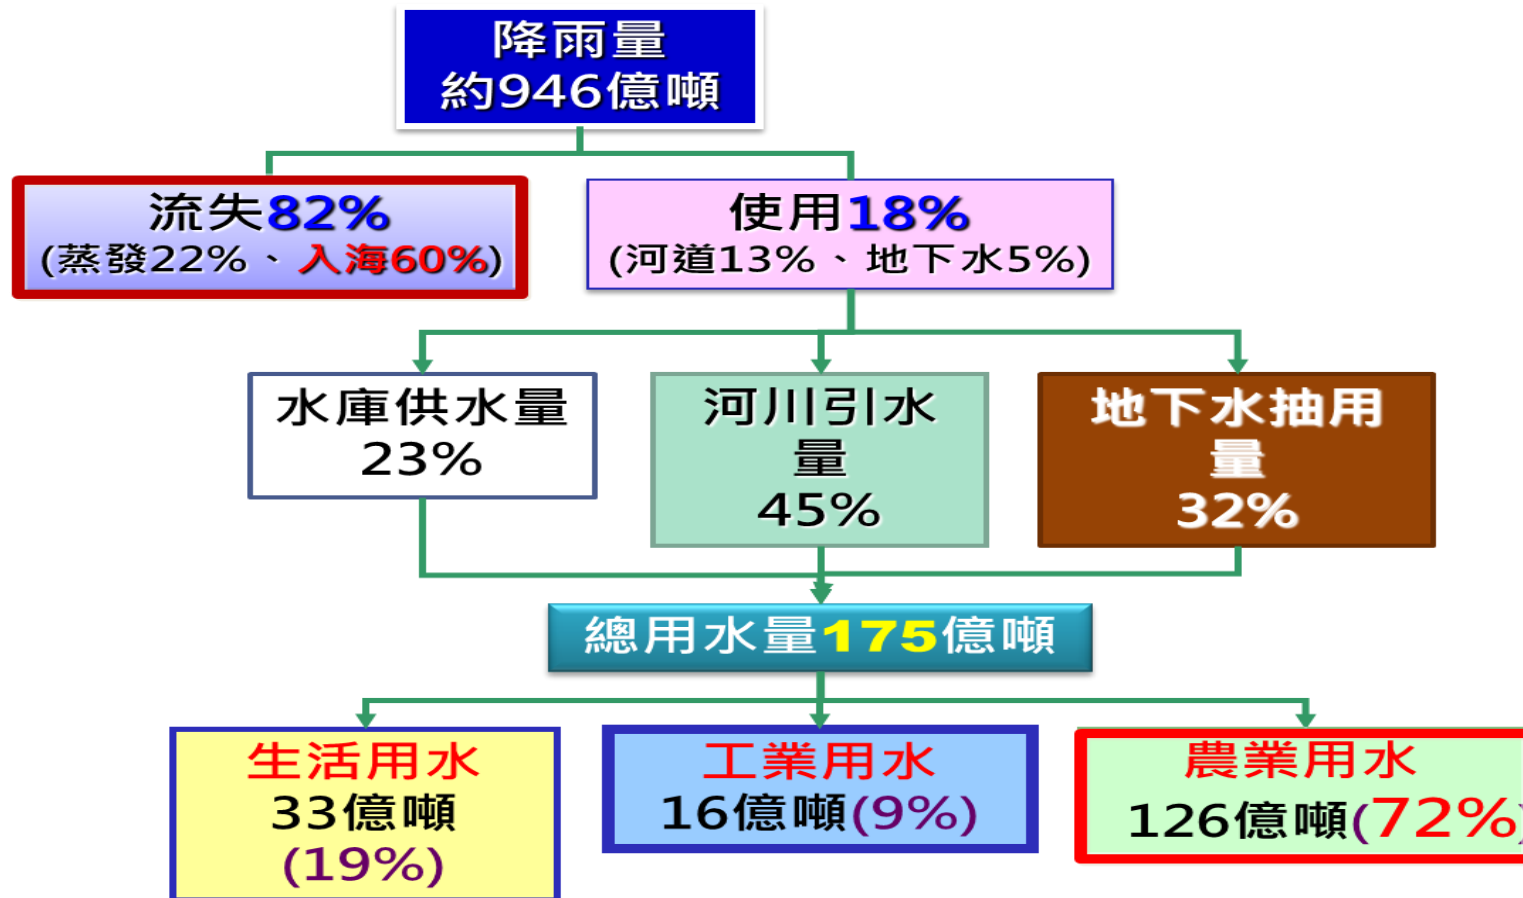 降雨量
約946億噸
流失82%
(蒸發22%、入海60%)
使用18%
(河道13%、地下水5%)
水庫供水量
23%
河川引水
量
45%
地下水抽用
量
32%
總用水量175億噸
生活用水
33億噸
(19%)
工業用水
16億噸(9%)
農業用水
126億噸(72%)